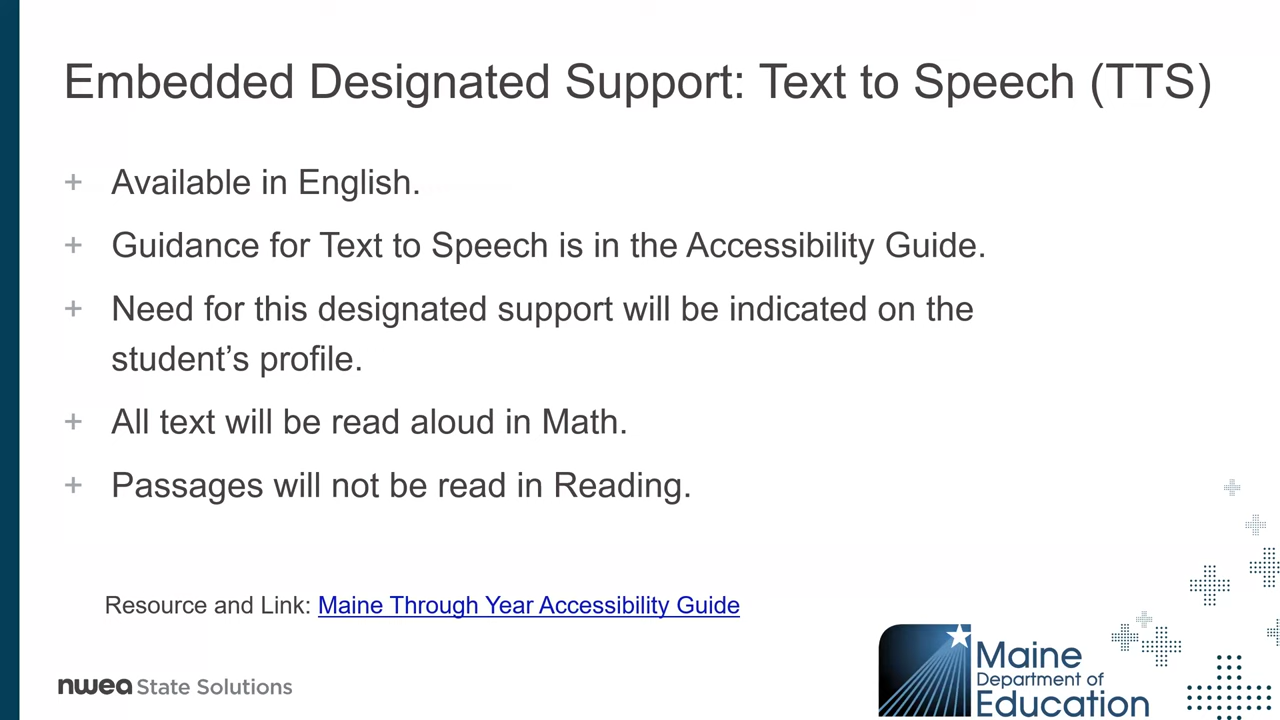 Embedded Designated Support: Text to Speech (TTS)
+ Available in English.
+ Guidance for Text to Speech is in the Accessibility Guide.
+ Need for this designated support will be indicated on the
student’s profile.
+ All text will be read aloud in Math.
+ Passages will not be read in Reading.
Resource and Link: Maine Through Year Accessibility Guide
nwea State Solutions
Maine
Department of
Education